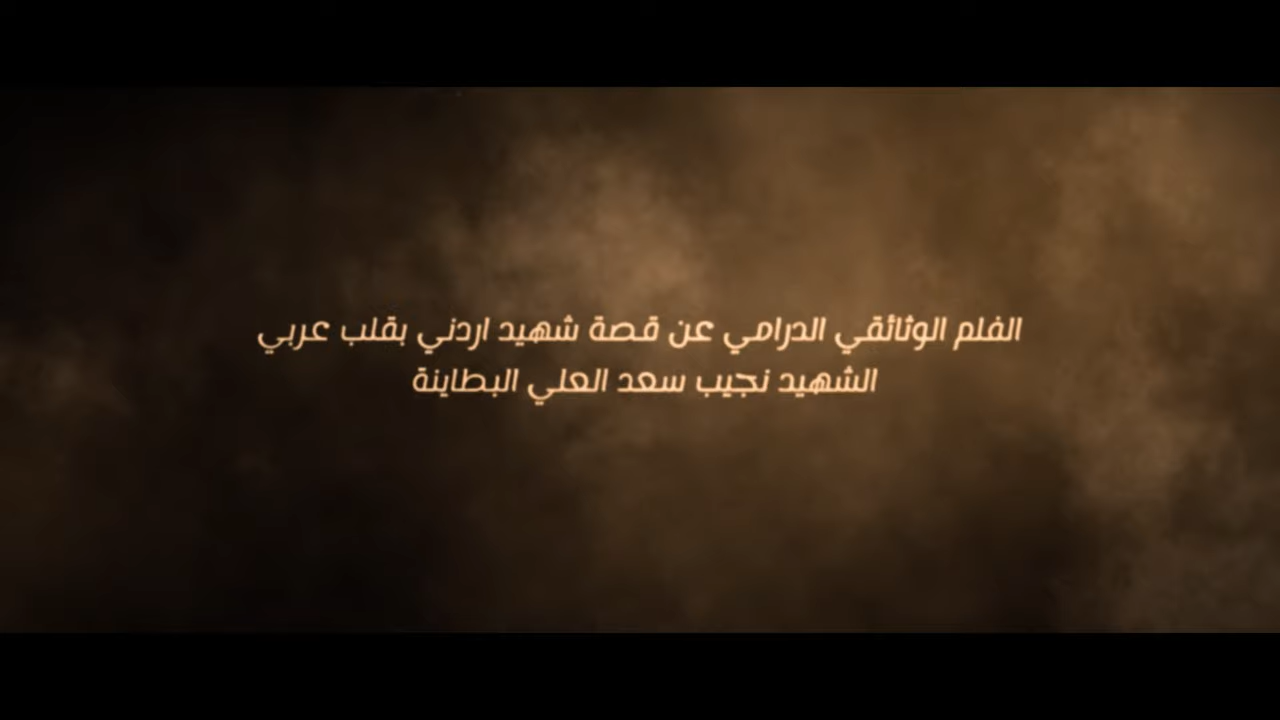 الفلم الوثائقي الدرامي عن قصة شهيد اردني بقلب عربي
الشهيد نجيب سعد العلي البطاينة